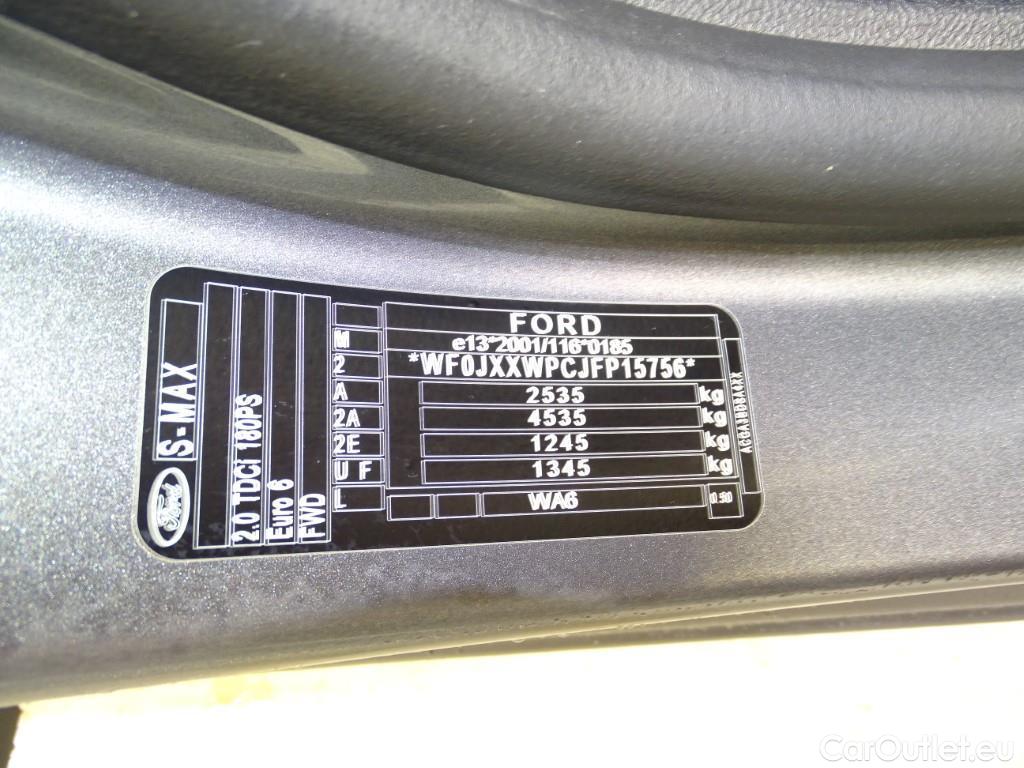 FORD
e13*2001/116*0185
*WF0JXXWPCJFP15756*
2535 kg
4535 kg
1245 kg
1345 kg
WA6
M
2
A
2A
2E
U F
L
S-MAX
Ford
2.0 TDCi 180PS
Euro 6
FWD
CarOutlet.eu